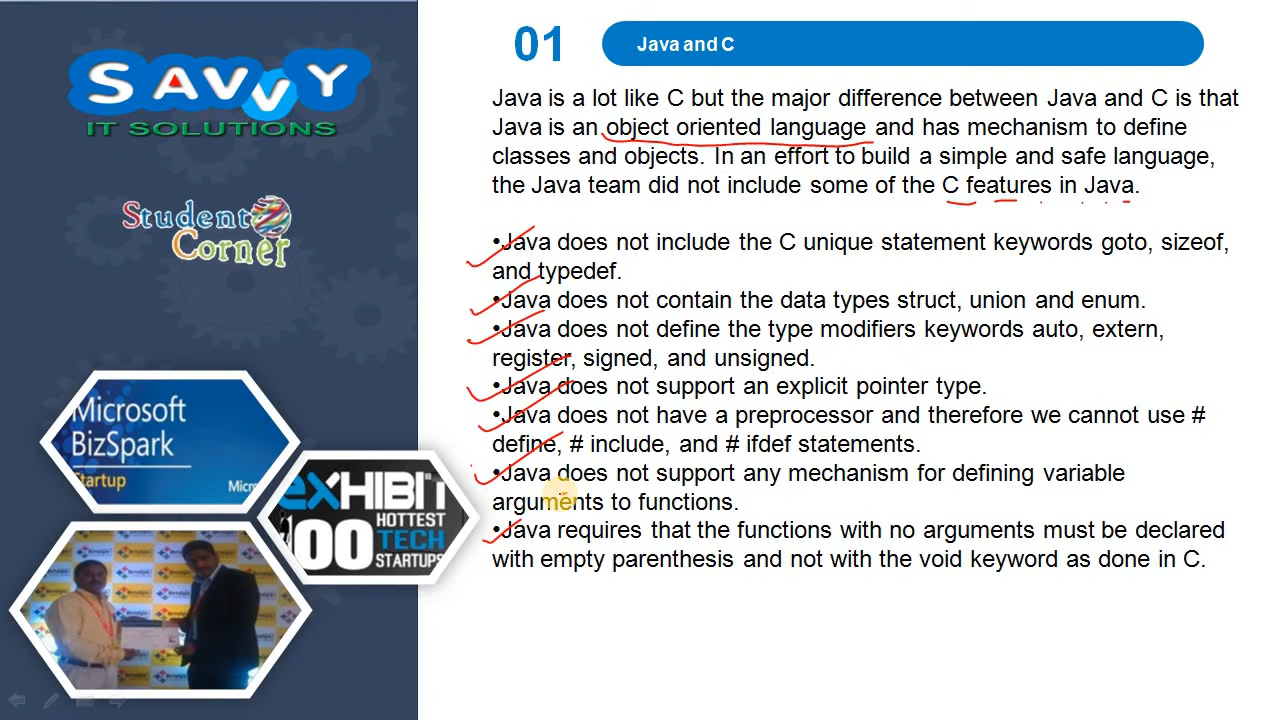 SAVVY
IT SOLUTIONS
Student
Corner
Microsoft
BizSpark
Startup
Micros
eXHIBIT
100
HOTTEST
TECH
STARTUPS
01
Java and C
Java is a lot like C but the major difference between Java and C is that
Java is an object oriented language and has mechanism to define
classes and objects. In an effort to build a simple and safe language,
the Java team did not include some of the C features in Java.
•Java does not include the C unique statement keywords goto, sizeof,
and typedef.
•Java does not contain the data types struct, union and enum.
•Java does not define the type modifiers keywords auto, extern,
register, signed, and unsigned.
•Java does not support an explicit pointer type.
•Java does not have a preprocessor and therefore we cannot use #
define, # include, and # ifdef statements.
•Java does not support any mechanism for defining variable
arguments to functions.
•Java requires that the functions with no arguments must be declared
with empty parenthesis and not with the void keyword as done in C.